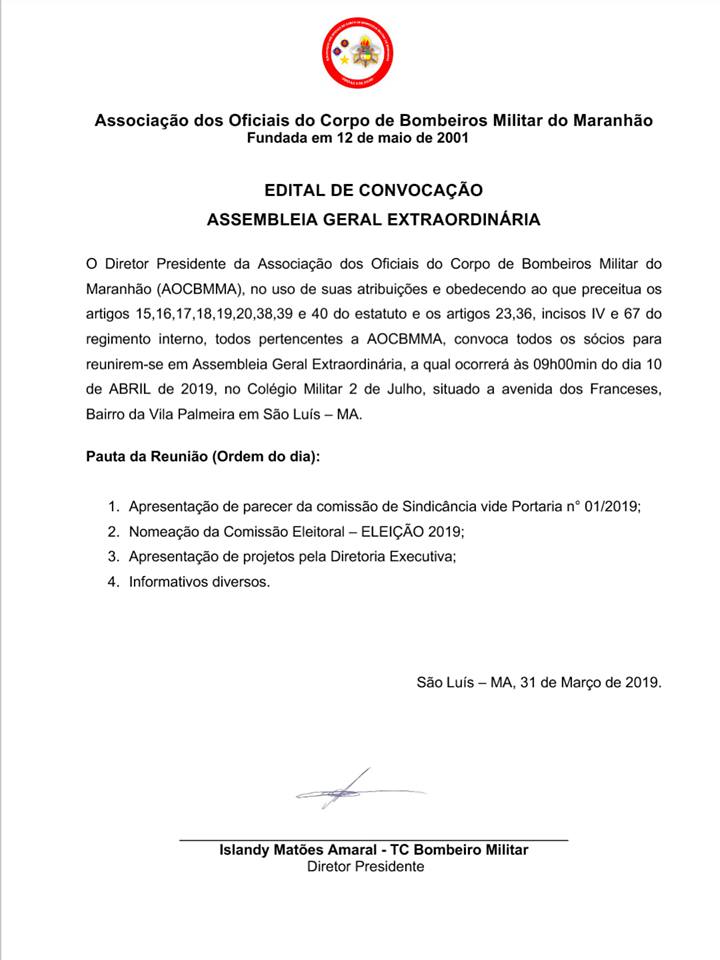 Associação dos Oficiais do Corpo de Bombeiros Militar do Maranhão
Fundada em 12 de maio de 2001
EDITAL DE CONVOCAÇÃO
ASSEMBLEIA GERAL EXTRAORDINÁRIA
O Diretor Presidente da Associação dos Oficiais do Corpo de Bombeiros Militar do
Maranhão (AOCBMMA), no uso de suas atribuições e obedecendo ao que preceitua os
artigos 15,16,17,18,19,20,38,39 e 40 do estatuto e os artigos 23,36, incisos IV e 67 do
regimento interno, todos pertencentes a AOCBMMA, convoca todos os sócios para
reunirem-se em Assembleia Geral Extraordinária, a qual ocorrerá às 09h00min do dia 10
de ABRIL de 2019, no Colégio Militar 2 de Julho, situado a avenida dos Franceses,
Bairro da Vila Palmeira em São Luís – MA.
Pauta da Reunião (Ordem do dia):
1. Apresentação de parecer da comissão de Sindicância vide Portaria n° 01/2019;
2. Nomeação da Comissão Eleitoral – ELEIÇÃO 2019;
3. Apresentação de projetos pela Diretoria Executiva;
4. Informativos diversos.
São Luís – MA, 31 de Março de 2019.
Islandy Matões Amaral - TC Bombeiro Militar
Diretor Presidente